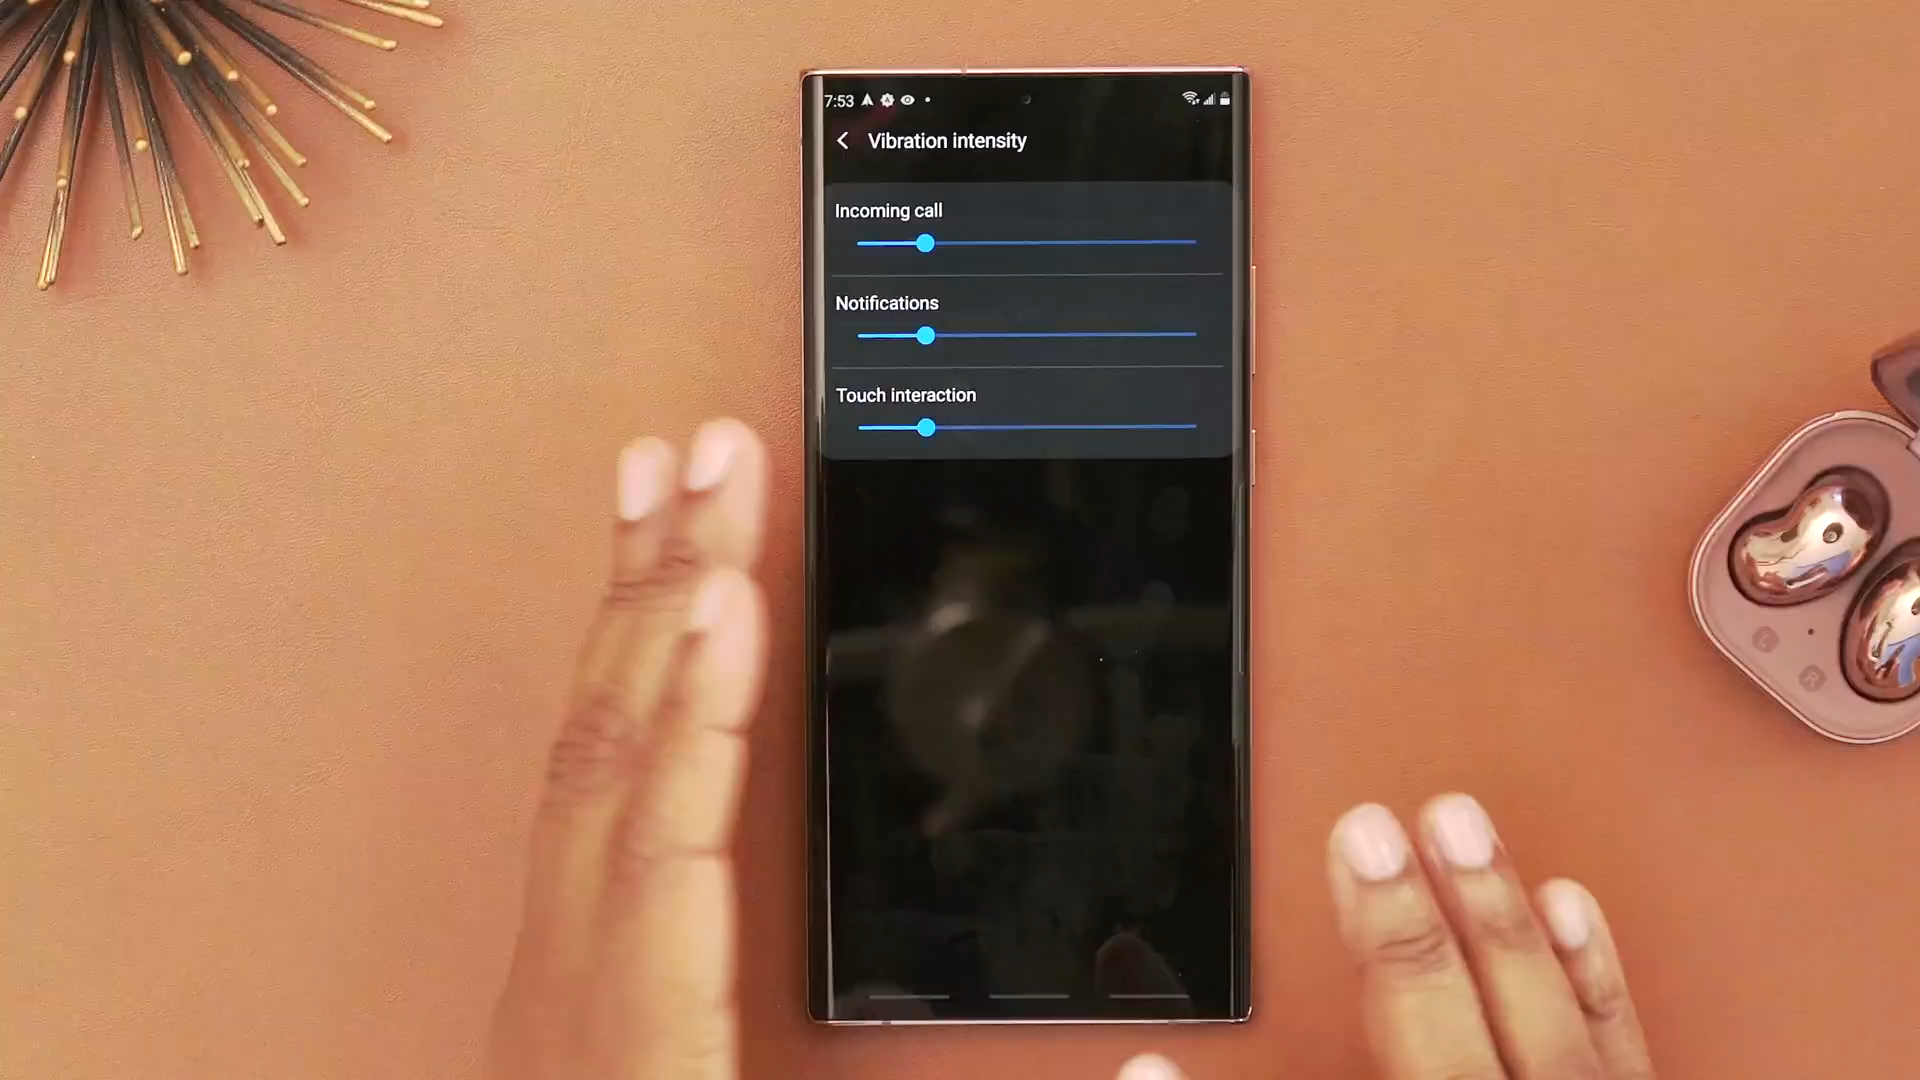 7:53
Vibration intensity
Incoming call
Notifications
Touch interaction
L
R